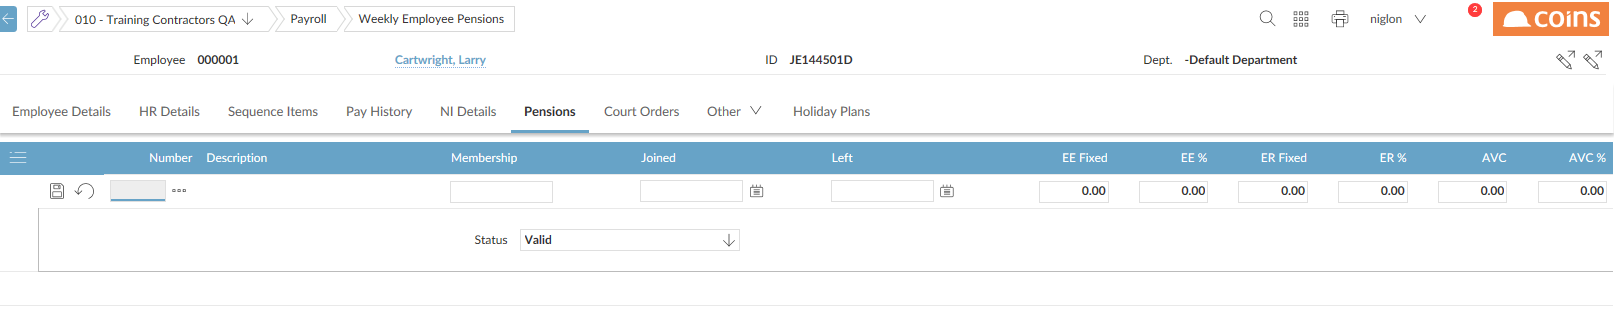 010 - Training Contractors QA Payroll Weekly Employee Pensions niglon 2 coins
Employee 000001 Cartwright, Larry ID JE144501D Dept. -Default Department
Employee Details HR Details Sequence Items Pay History NI Details Pensions Court Orders Other Holiday Plans
Number Description Membership Joined Left EE Fixed EE % ER Fixed ER % AVC AVC %
0.00 0.00 0.00 0.00 0.00 0.00
Status Valid